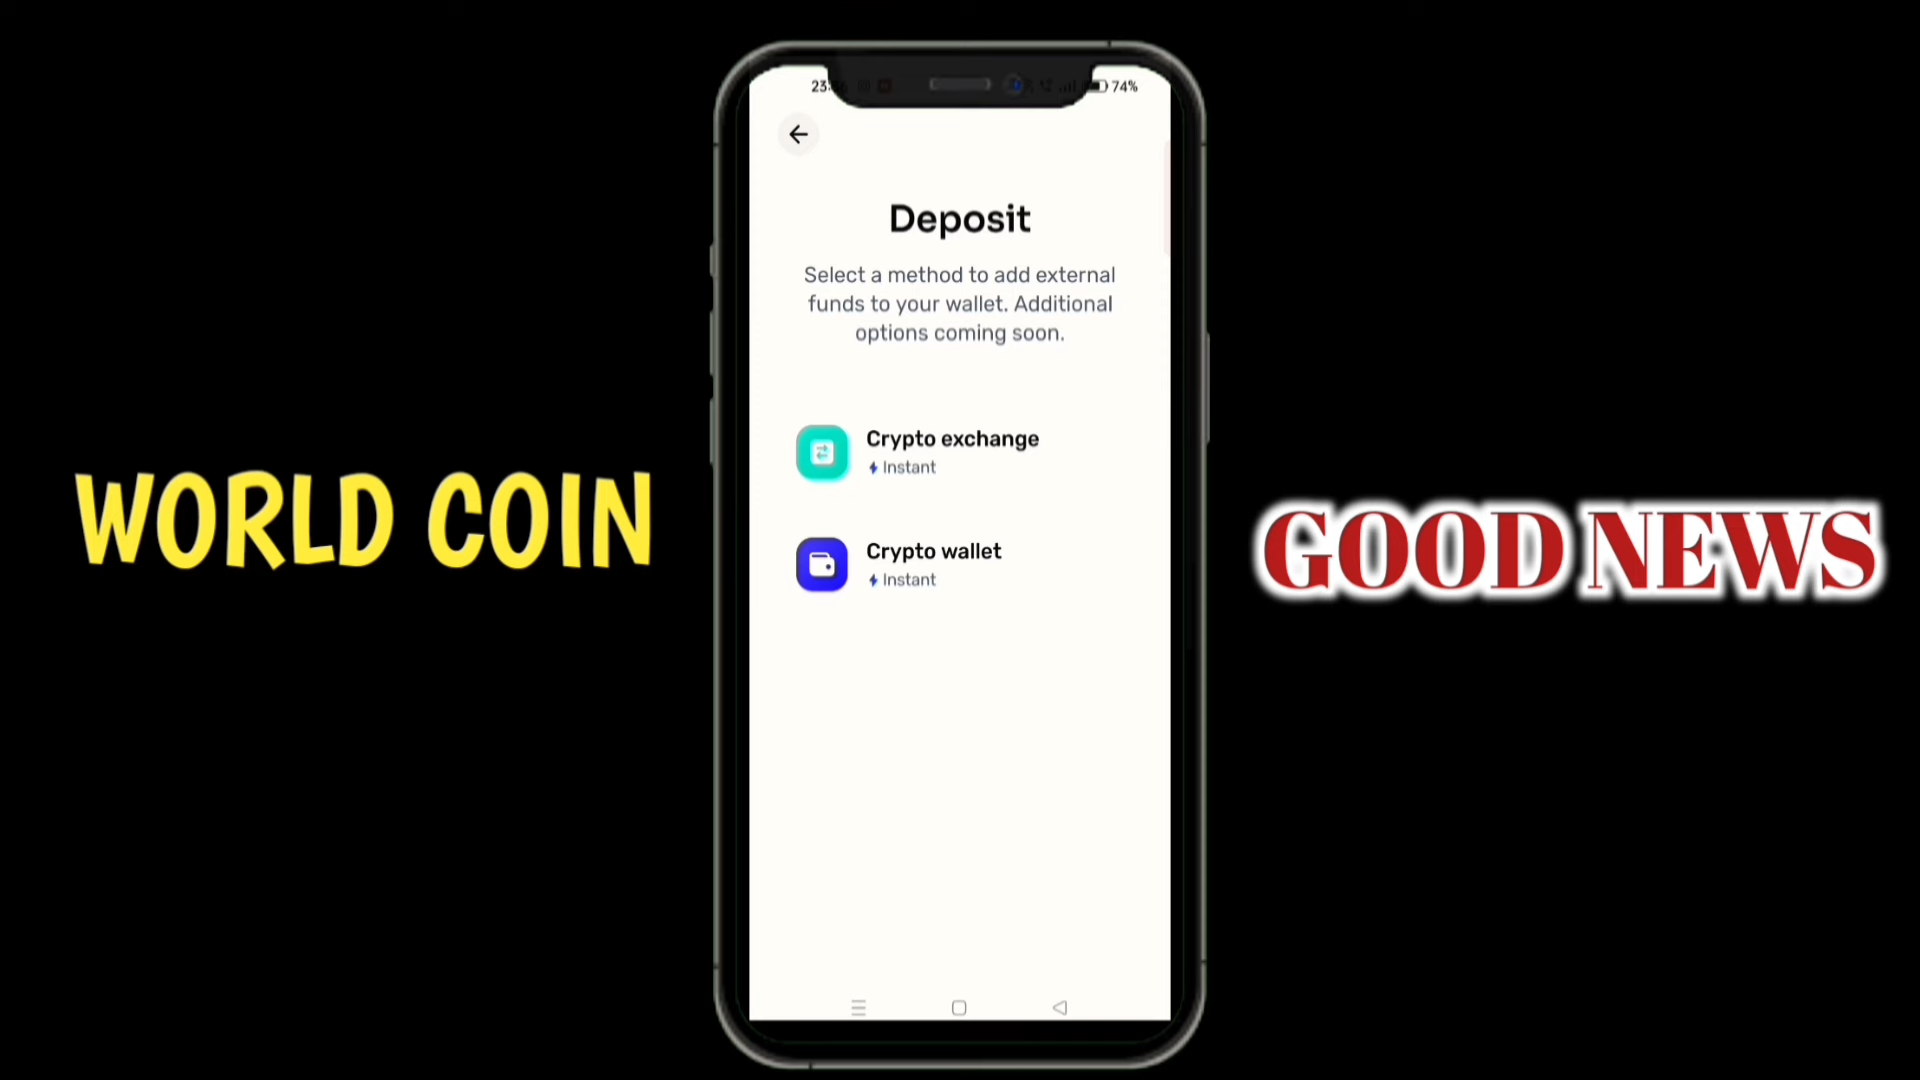 74%
Deposit
Select a method to add external
funds to your wallet. Additional
options coming soon.
Crypto exchange
Instant
Crypto wallet
Instant
WORLD COIN
GOOD NEWS